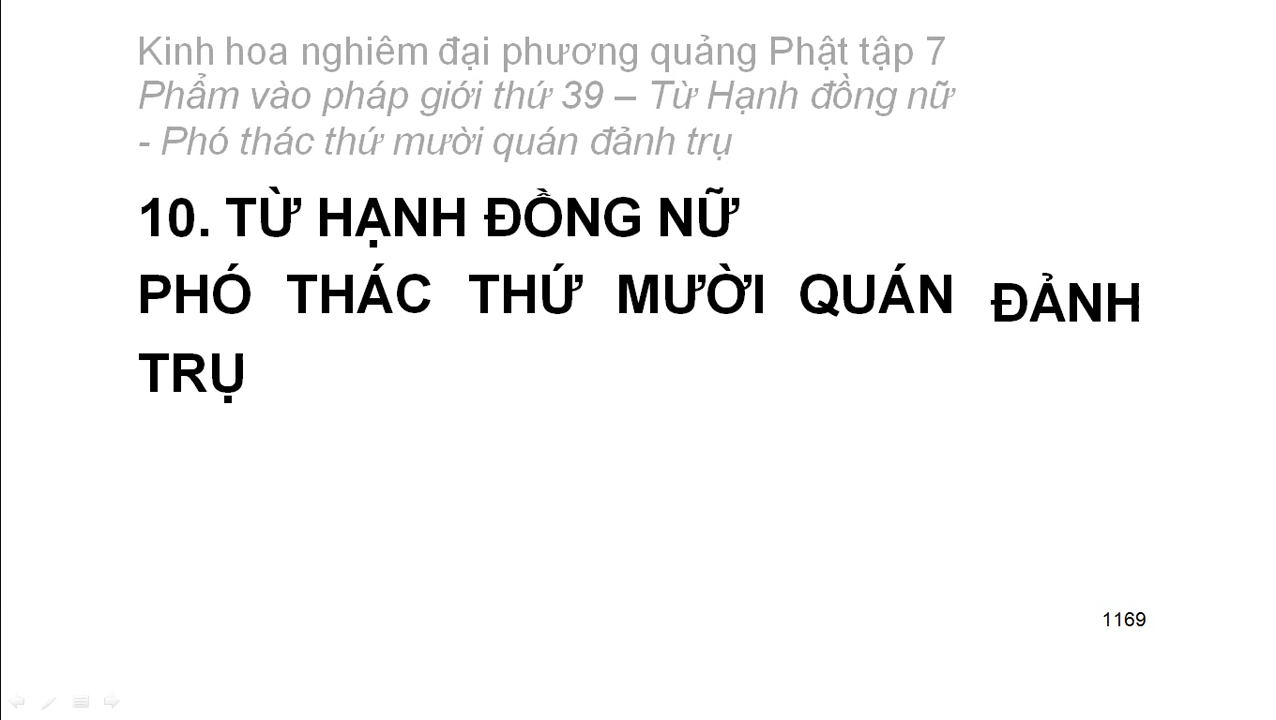 Kinh hoa nghiêm đại phương quảng Phật tập 7
Phẩm vào pháp giới thứ 39 – Từ Hạnh đồng nữ
- Phó thác thứ mười quán đảnh trụ
10. TỪ HẠNH ĐỒNG NỮ
PHÓ THÁC THỨ MƯỜI QUÁN ĐẢNH
TRỤ
1169